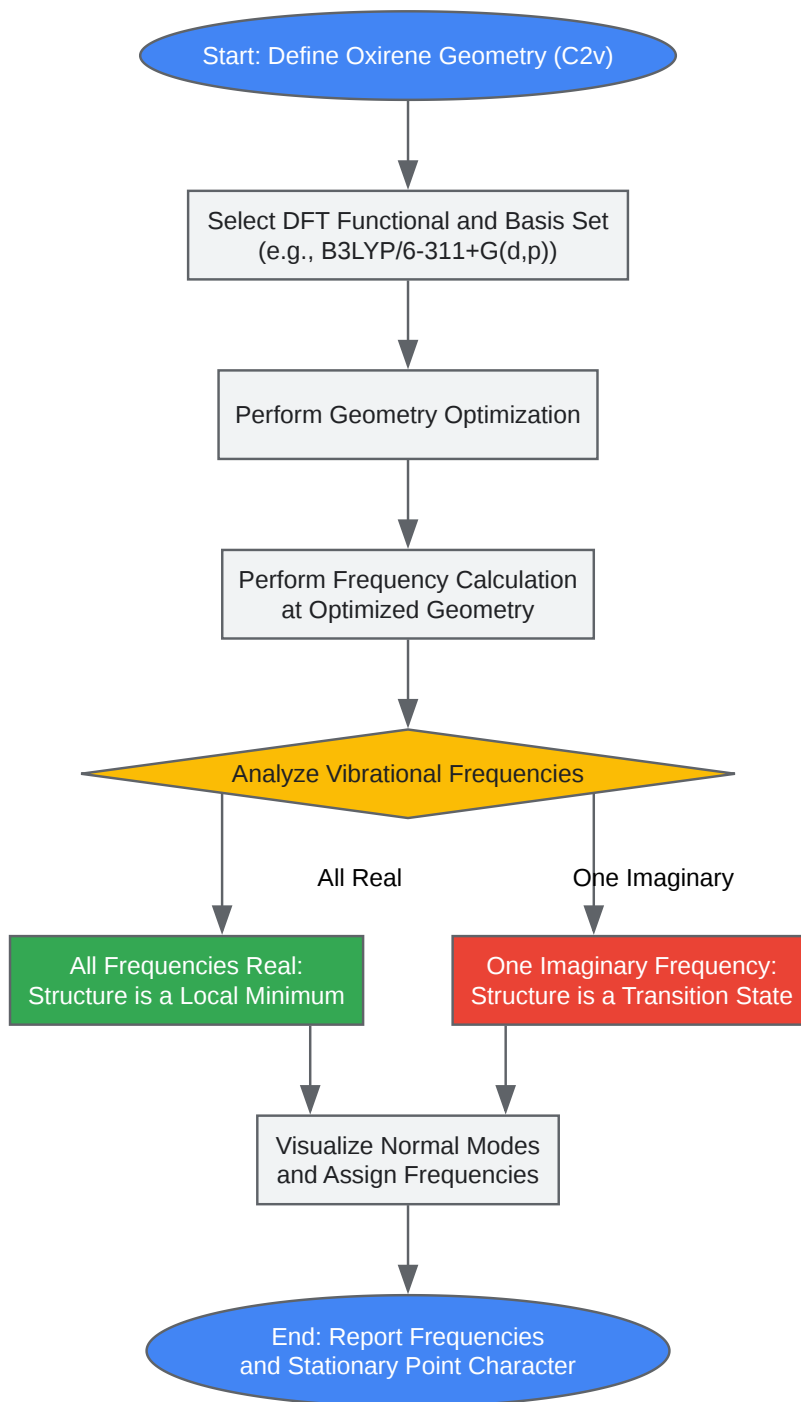 Start: Define Oxirene Geometry (C2v)
Select DFT Functional and Basis Set
(e.g., B3LYP/6-311+G(d,p))
Perform Geometry Optimization
Perform Frequency Calculation
at Optimized Geometry
Analyze Vibrational Frequencies
All Real
One Imaginary
All Frequencies Real:
Structure is a Local Minimum
One Imaginary Frequency:
Structure is a Transition State
Visualize Normal Modes
and Assign Frequencies
End: Report Frequencies
and Stationary Point Character